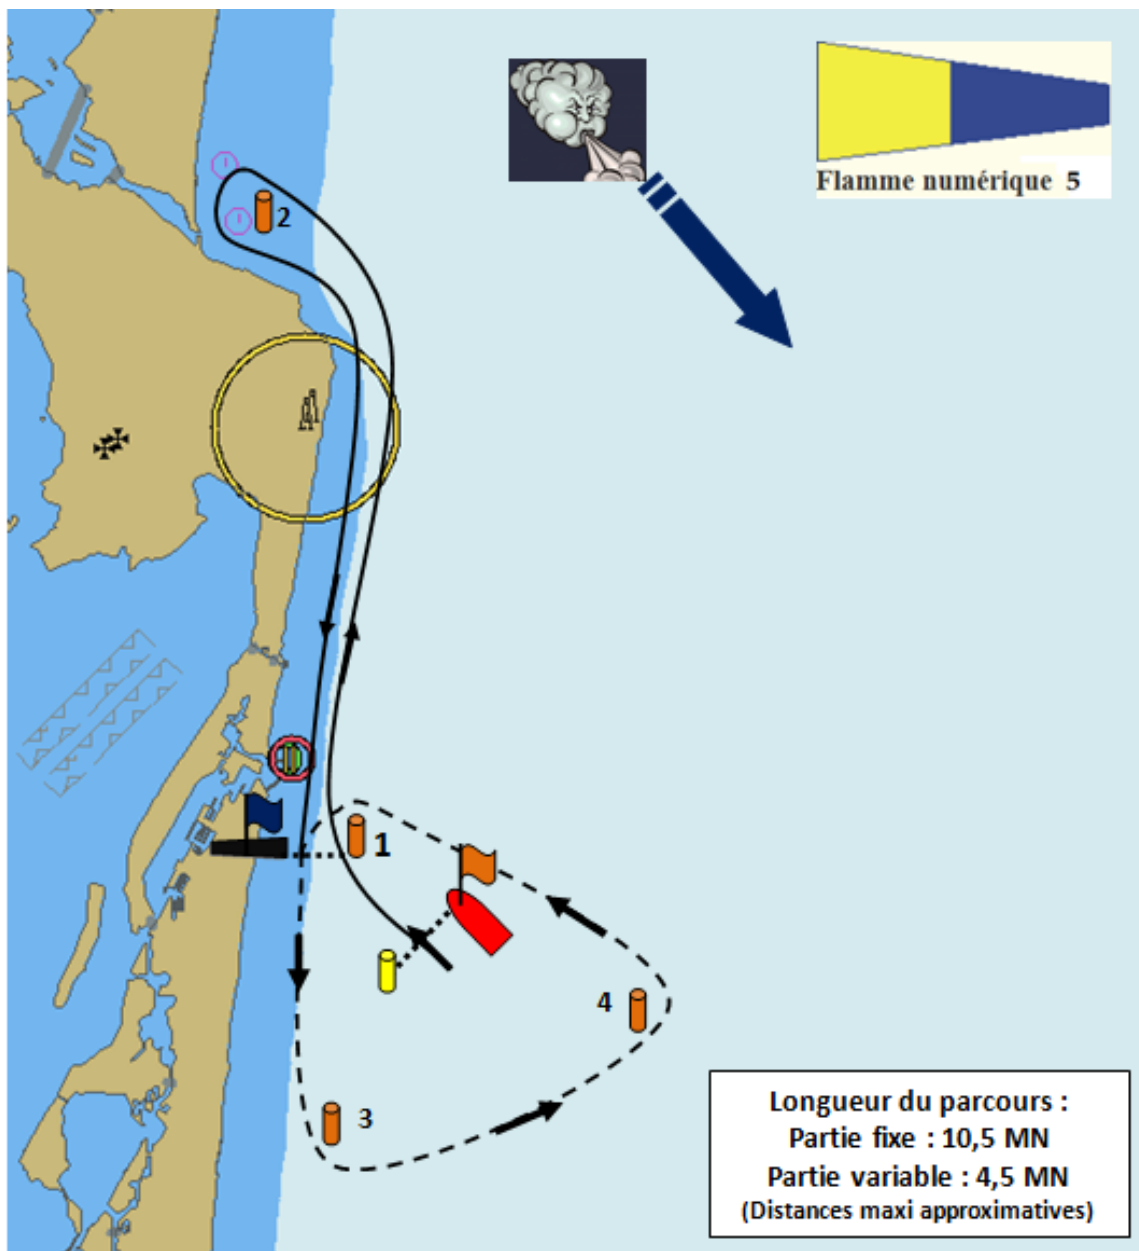 Flamme numérique 5
2
1
4
3
Longueur du parcours :
Partie fixe : 10,5 MN
Partie variable : 4,5 MN
(Distances maxi approximatives)